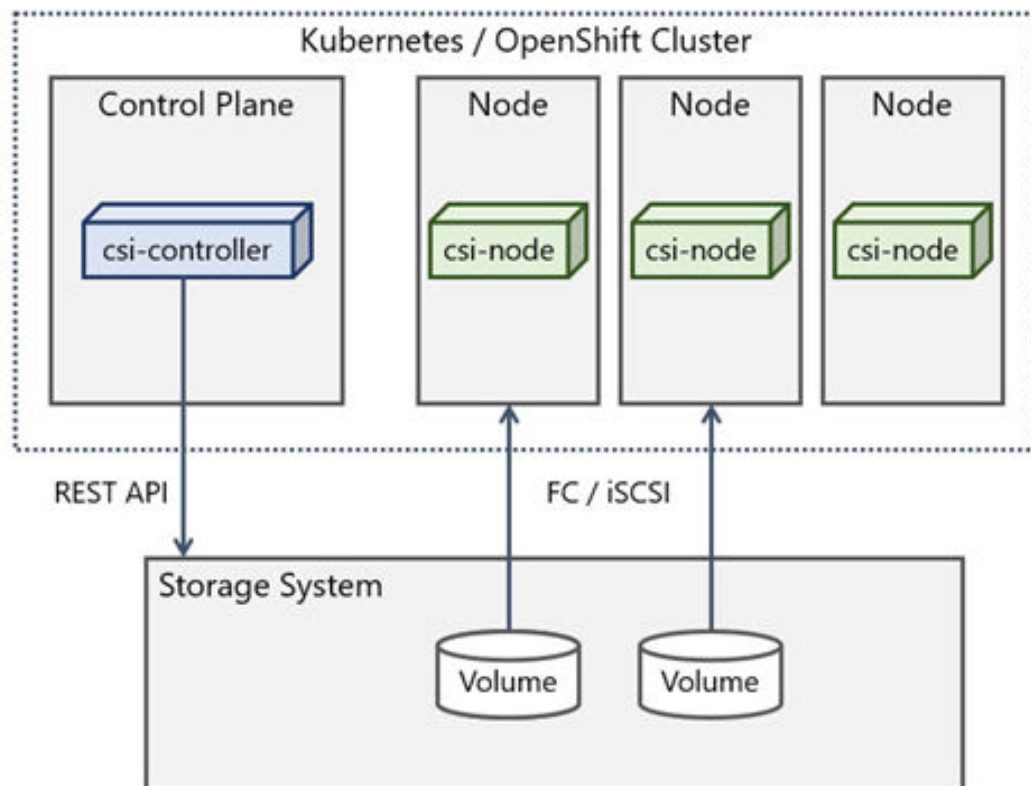 Kubernetes / OpenShift Cluster
Control Plane
Node
Node
Node
csi-controller
csi-node
csi-node
csi-node
REST API
FC / iSCSI
Storage System
Volume
Volume